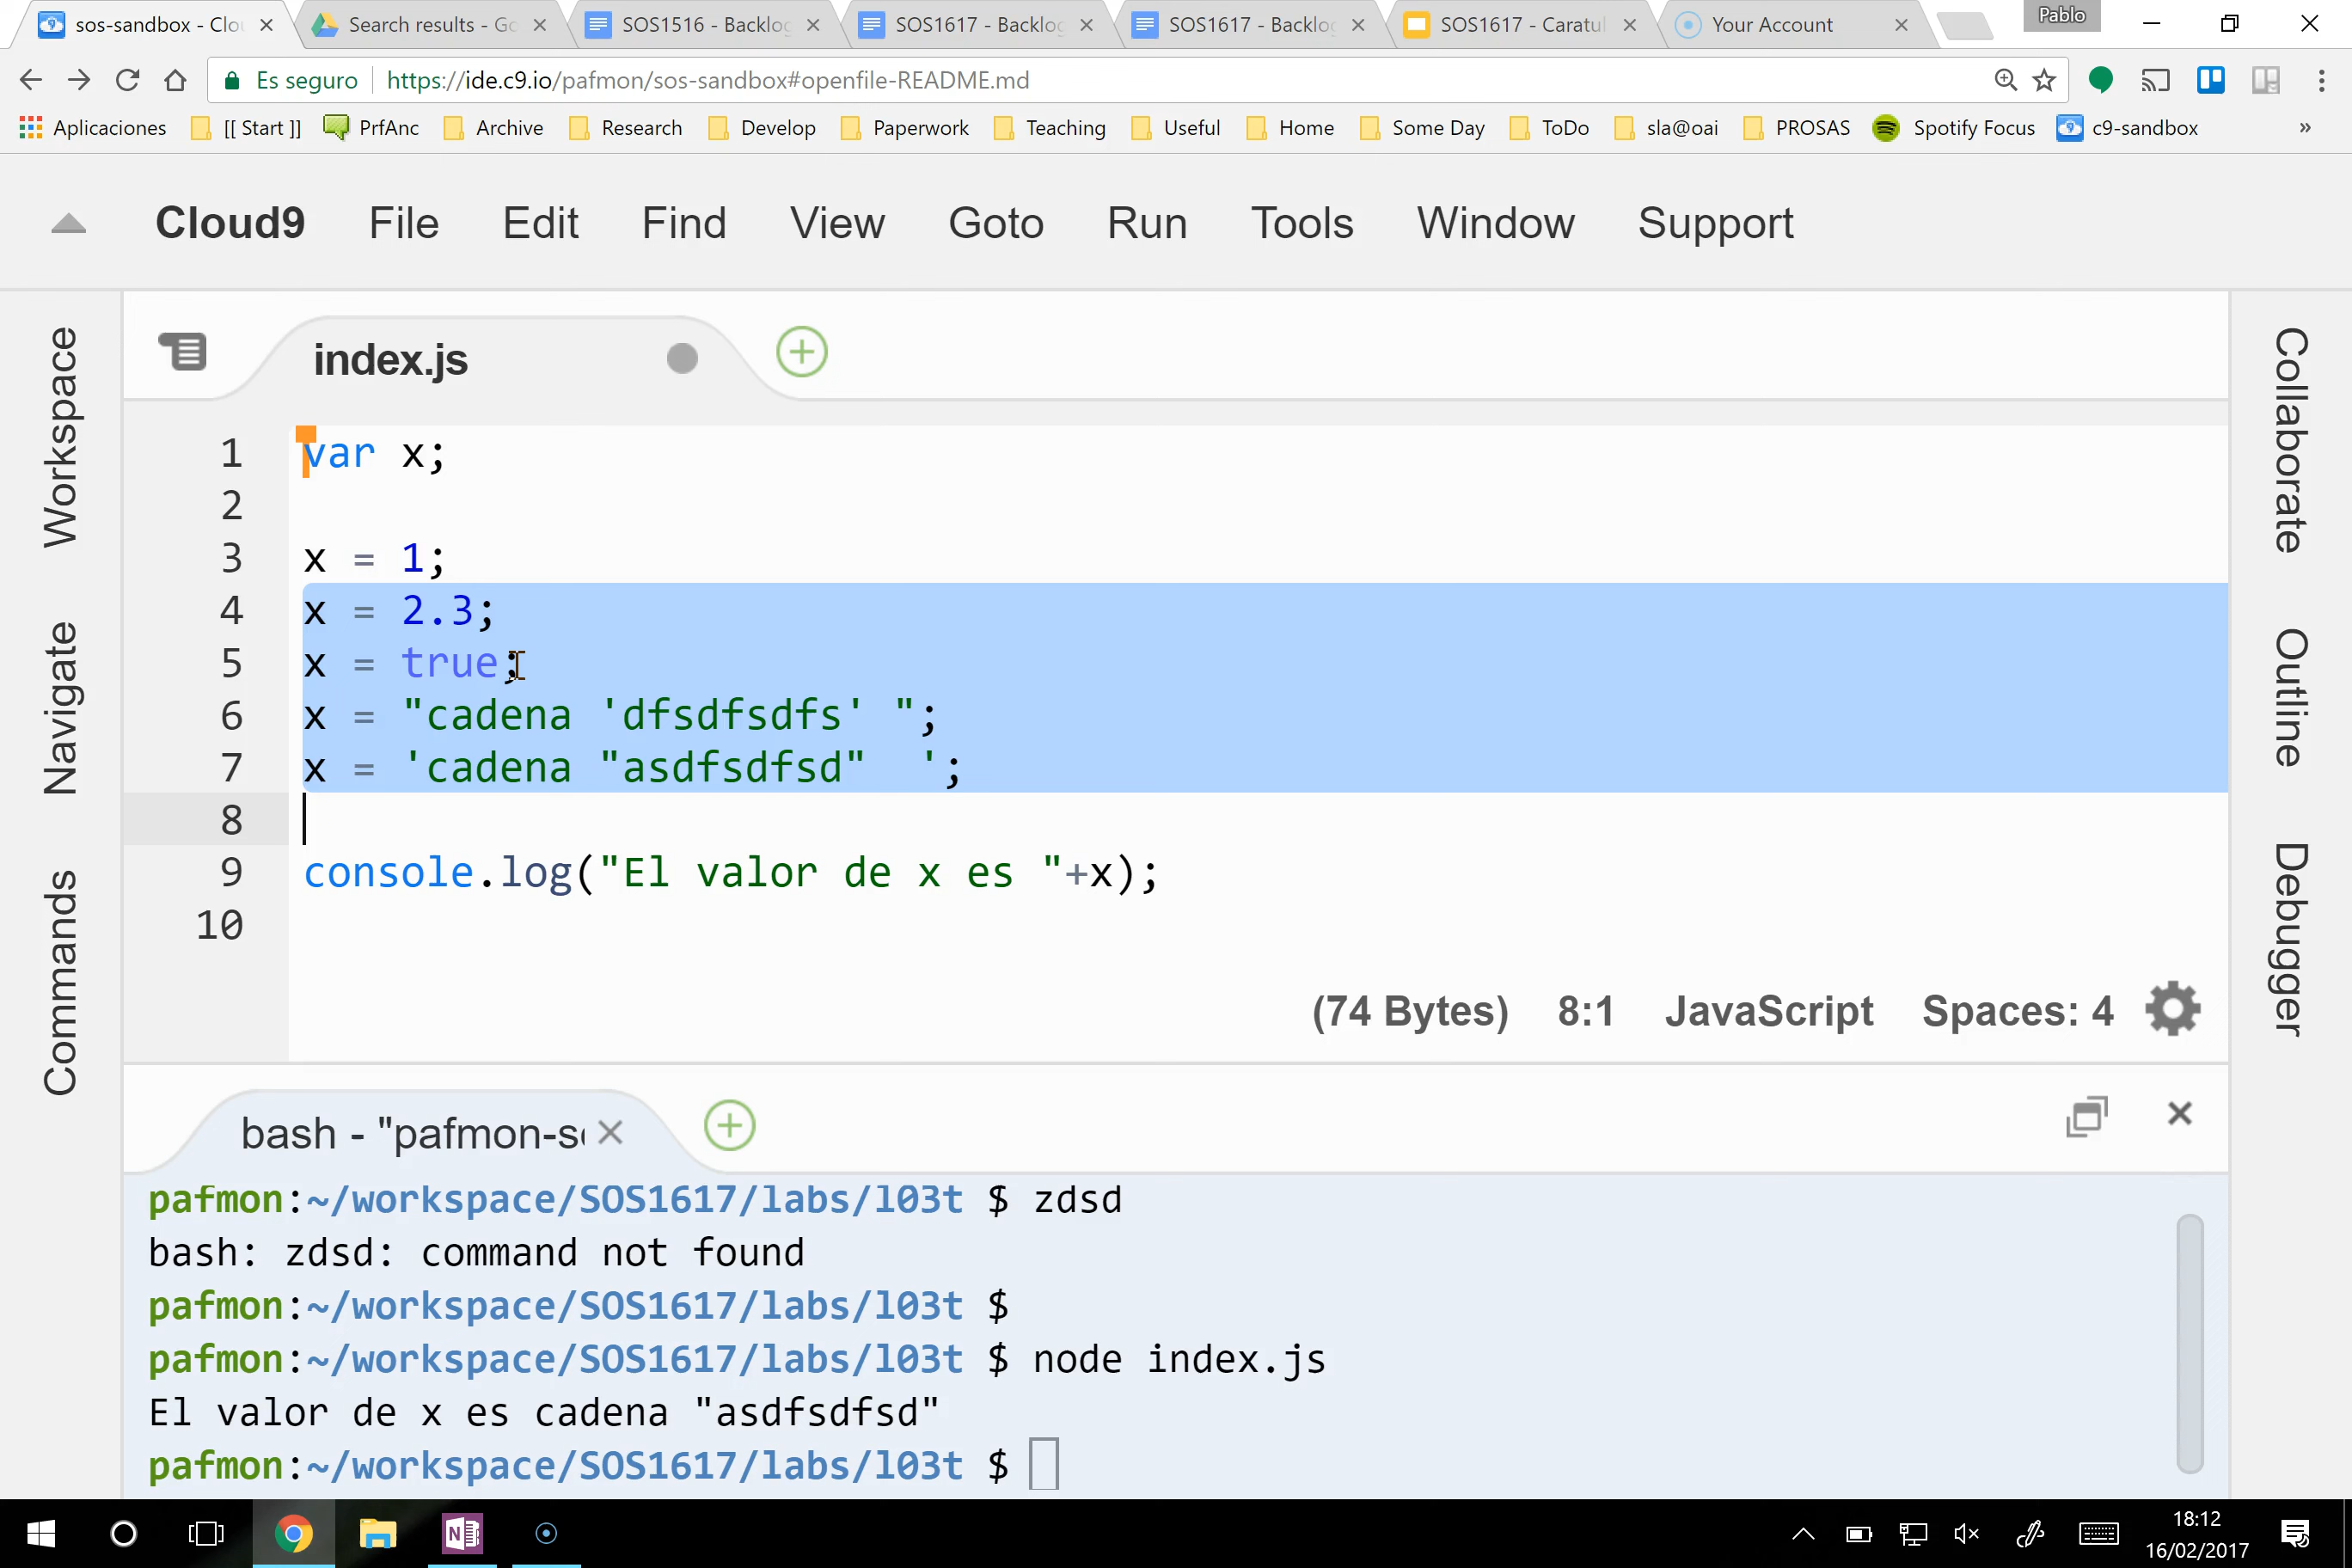 sos-sandbox - Clo
Search results - Go
SOS1516 - Backlog
SOS1617 - Backlog
SOS1617 - Backlog
SOS1617 - Caratul
Your Account
Pablo
Es seguro
https://ide.c9.io/pafmon/sos-sandbox#openfile-README.md
Aplicaciones
[[ Start ]]
PrfAnc
Archive
Research
Develop
Paperwork
Teaching
Useful
Home
Some Day
ToDo
sla@oai
PROSAS
Spotify Focus
c9-sandbox
»
Cloud9 File Edit Find View Goto Run Tools Window Support
Workspace
Navigate
Commands
Collaborate
Outline
Debugger
index.js
1 var x;
2
3 x = 1;
4 x = 2.3;
5 x = true;
6 x = "cadena 'dfsdfsdfs' ";
7 x = 'cadena "asdfsdfsd"  ';
8
9 console.log("El valor de x es "+x);
10
(74 Bytes) 8:1 JavaScript Spaces: 4
bash - "pafmon-s
pafmon:~/workspace/SOS1617/labs/l03t $ zdsd
bash: zdsd: command not found
pafmon:~/workspace/SOS1617/labs/l03t $
pafmon:~/workspace/SOS1617/labs/l03t $ node index.js
El valor de x es cadena "asdfsdfsd"
pafmon:~/workspace/SOS1617/labs/l03t $
18:12
16/02/2017